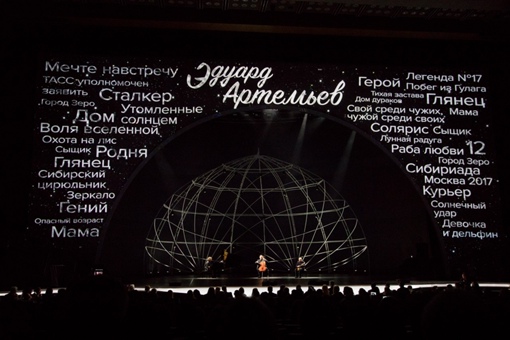 Эдуард
Артемьев
Мечте навстречу
ТАСС уполномочен
заявить
Сталкер
Город Зеро
Дом
Утомленные
солнцем
Воля вселенной
Охота на лис
Сыщик
Родня
Глянец
Сибирский
цирюльник
Зеркало
Гений
Опасный возраст
Мама
Герой
Легенда №17
Побег из Гулага
Тихая застава
Дом дураков
Глянец
Свой среди чужих,
чужой среди своих
Мама
Солярис
Сыщик
Лунная радуга
Раба любви
12
Город Зеро
Сибириада
Москва 2017
Курьер
Солнечный
удар
Девочка
и дельфин